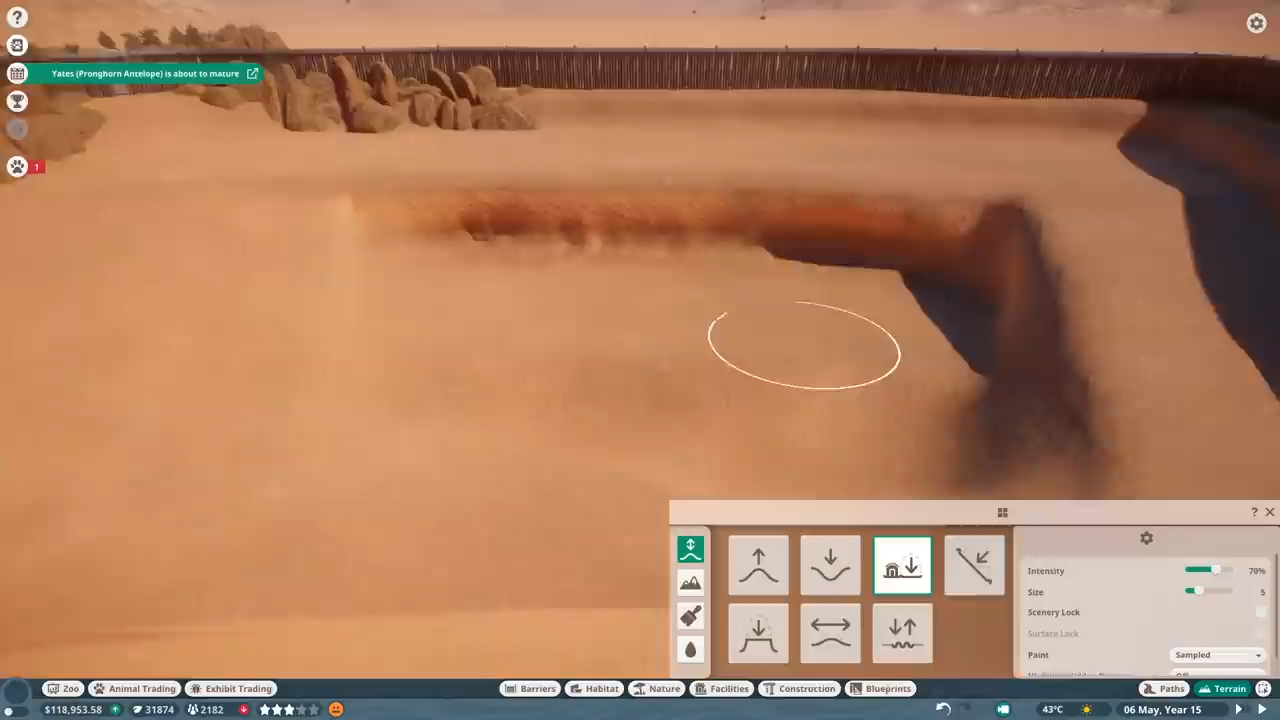 ?
Yates (Pronghorn Antelope) is about to mature
1
?
Intensity 70%
Size 5
Scenery Lock
Surface Lock
Paint Sampled
Zoo Animal Trading Exhibit Trading Barriers Habitat Nature Facilities Construction Blueprints Paths Terrain
$118,953.58 31874 2182 43°C 06 May, Year 15